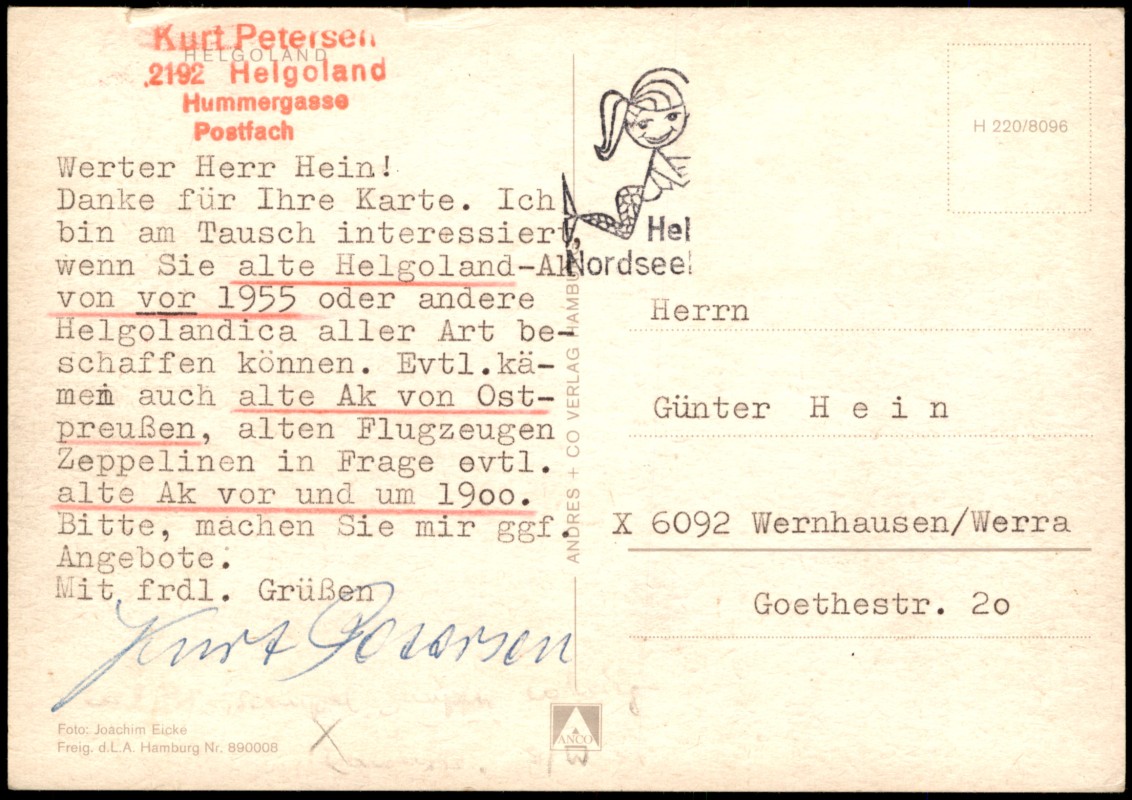 Kurt Petersen
HELGOLAND
2192 Helgoland
Hummergasse
Postfach
Werter Herr Hein!
Danke für Ihre Karte. Ich
bin am Tausch interessiert,
wenn Sie alte Helgoland-Ak
von vor 1955 oder andere
Helgolandica aller Art be-
schaffen können. Evtl.kä-
men auch alte Ak von Ost-
preußen, alten Flugzeugen
Zeppelinen in Frage evtl.
alte Ak vor und um 19oo.
Bitte, machen Sie mir ggf.
Angebote.
Mit frdl. Grüßen
Kurt Petersen
Foto: Joachim Eicke
Freig. d.L.A. Hamburg Nr. 890008
ANDRES + CO VERLAG HAMBU
ANCO
Hel
Nordsee
H 220/8096
Herrn
Günter H e i n
X 6092 Wernhausen/Werra
Goethestr. 2o